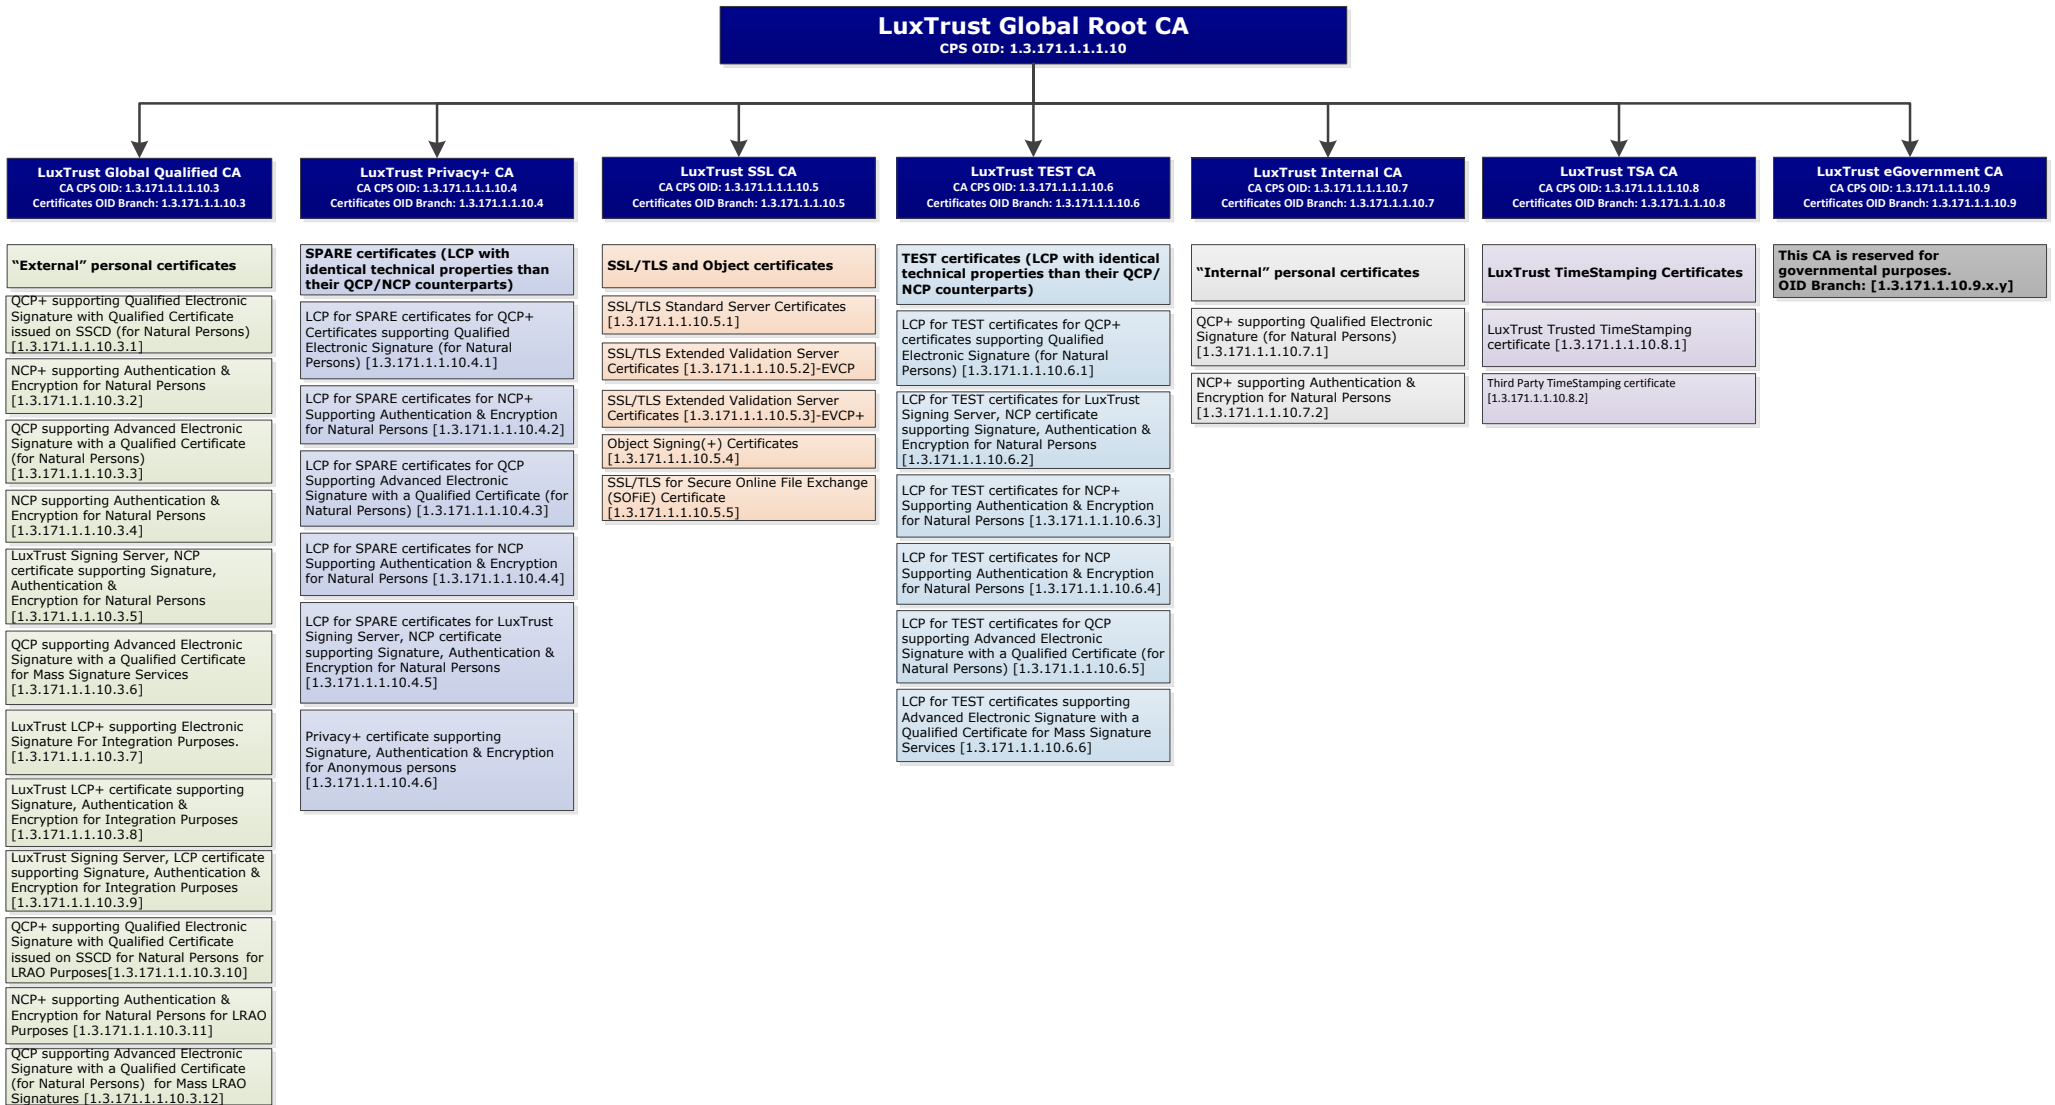 LuxTrust Global Root CA
CPS OID: 1.3.171.1.1.1.10
LuxTrust Global Qualified CA
CA CPS OID: 1.3.171.1.1.1.10.3
Certificates OID Branch: 1.3.171.1.1.10.3
“External” personal certificates
QCP+ supporting Qualified Electronic
Signature with Qualified Certificate
issued on SSCD (for Natural Persons)
[1.3.171.1.1.10.3.1]
NCP+ supporting Authentication &
Encryption for Natural Persons
[1.3.171.1.1.10.3.2]
QCP supporting Advanced Electronic
Signature with a Qualified Certificate
(for Natural Persons)
[1.3.171.1.1.10.3.3]
NCP supporting Authentication &
Encryption for Natural Persons
[1.3.171.1.1.10.3.4]
LuxTrust Signing Server, NCP
certificate supporting Signature,
Authentication &
Encryption for Natural Persons
[1.3.171.1.1.10.3.5]
QCP supporting Advanced Electronic
Signature with a Qualified Certificate
for Mass Signature Services
[1.3.171.1.1.10.3.6]
LuxTrust LCP+ supporting Electronic
Signature For Integration Purposes.
[1.3.171.1.1.10.3.7]
LuxTrust LCP+ certificate supporting
Signature, Authentication &
Encryption for Integration Purposes
[1.3.171.1.1.10.3.8]
LuxTrust Signing Server, LCP certificate
supporting Signature, Authentication &
Encryption for Integration Purposes
[1.3.171.1.1.10.3.9]
QCP+ supporting Qualified Electronic
Signature with Qualified Certificate
issued on SSCD for Natural Persons for
LRAO Purposes[1.3.171.1.1.10.3.10]
NCP+ supporting Authentication &
Encryption for Natural Persons for LRAO
Purposes [1.3.171.1.1.10.3.11]
QCP supporting Advanced Electronic
Signature with a Qualified Certificate
(for Natural Persons) for Mass LRAO
Signatures [1.3.171.1.1.10.3.12]
LuxTrust Privacy+ CA
CA CPS OID: 1.3.171.1.1.1.10.4
Certificates OID Branch: 1.3.171.1.1.10.4
SPARE certificates (LCP with
identical technical properties than
their QCP/NCP counterparts)
LCP for SPARE certificates for QCP+
Certificates supporting Qualified
Electronic Signature (for Natural
Persons) [1.3.171.1.1.10.4.1]
LCP for SPARE certificates for NCP+
Supporting Authentication & Encryption
for Natural Persons [1.3.171.1.1.10.4.2]
LCP for SPARE certificates for QCP
Supporting Advanced Electronic
Signature with a Qualified Certificate (for
Natural Persons) [1.3.171.1.1.10.4.3]
LCP for SPARE certificates for NCP
Supporting Authentication & Encryption
for Natural Persons [1.3.171.1.1.10.4.4]
LCP for SPARE certificates for LuxTrust
Signing Server, NCP certificate
supporting Signature, Authentication &
Encryption for Natural Persons
[1.3.171.1.1.10.4.5]
Privacy+ certificate supporting
Signature, Authentication & Encryption
for Anonymous persons
[1.3.171.1.1.10.4.6]
LuxTrust SSL CA
CA CPS OID: 1.3.171.1.1.1.10.5
Certificates OID Branch: 1.3.171.1.1.10.5
SSL/TLS and Object certificates
SSL/TLS Standard Server Certificates
[1.3.171.1.1.10.5.1]
SSL/TLS Extended Validation Server
Certificates [1.3.171.1.1.10.5.2]-EVCP
SSL/TLS Extended Validation Server
Certificates [1.3.171.1.1.10.5.3]-EVCP+
Object Signing(+) Certificates
[1.3.171.1.1.10.5.4]
SSL/TLS for Secure Online File Exchange
(SOFiE) Certificate
[1.3.171.1.1.10.5.5]
LuxTrust TEST CA
CA CPS OID: 1.3.171.1.1.1.10.6
Certificates OID Branch: 1.3.171.1.1.10.6
TEST certificates (LCP with identical
technical properties than their QCP/
NCP counterparts)
LCP for TEST certificates for QCP+
certificates supporting Qualified
Electronic Signature (for Natural
Persons) [1.3.171.1.1.10.6.1]
LCP for TEST certificates for LuxTrust
Signing Server, NCP certificate
supporting Signature, Authentication &
Encryption for Natural Persons
[1.3.171.1.1.10.6.2]
LCP for TEST certificates for NCP+
Supporting Authentication & Encryption
for Natural Persons [1.3.171.1.1.10.6.3]
LCP for TEST certificates for NCP
Supporting Authentication & Encryption
for Natural Persons [1.3.171.1.1.10.6.4]
LCP for TEST certificates for QCP
supporting Advanced Electronic
Signature with a Qualified Certificate (for
Natural Persons) [1.3.171.1.1.10.6.5]
LCP for TEST certificates supporting
Advanced Electronic Signature with a
Qualified Certificate for Mass Signature
Services [1.3.171.1.1.10.6.6]
LuxTrust Internal CA
CA CPS OID: 1.3.171.1.1.1.10.7
Certificates OID Branch: 1.3.171.1.1.10.7
“Internal” personal certificates
QCP+ supporting Qualified Electronic
Signature (for Natural Persons)
[1.3.171.1.1.10.7.1]
NCP+ supporting Authentication &
Encryption for Natural Persons
[1.3.171.1.1.10.7.2]
LuxTrust TSA CA
CA CPS OID: 1.3.171.1.1.1.10.8
Certificates OID Branch: 1.3.171.1.1.10.8
LuxTrust TimeStamping Certificates
LuxTrust Trusted TimeStamping
certificate [1.3.171.1.1.10.8.1]
Third Party TimeStamping certificate
[1.3.171.1.1.10.8.2]
LuxTrust eGovernment CA
CA CPS OID: 1.3.171.1.1.1.10.9
Certificates OID Branch: 1.3.171.1.1.10.9
This CA is reserved for
governmental purposes.
OID Branch: [1.3.171.1.1.10.9.x.y]